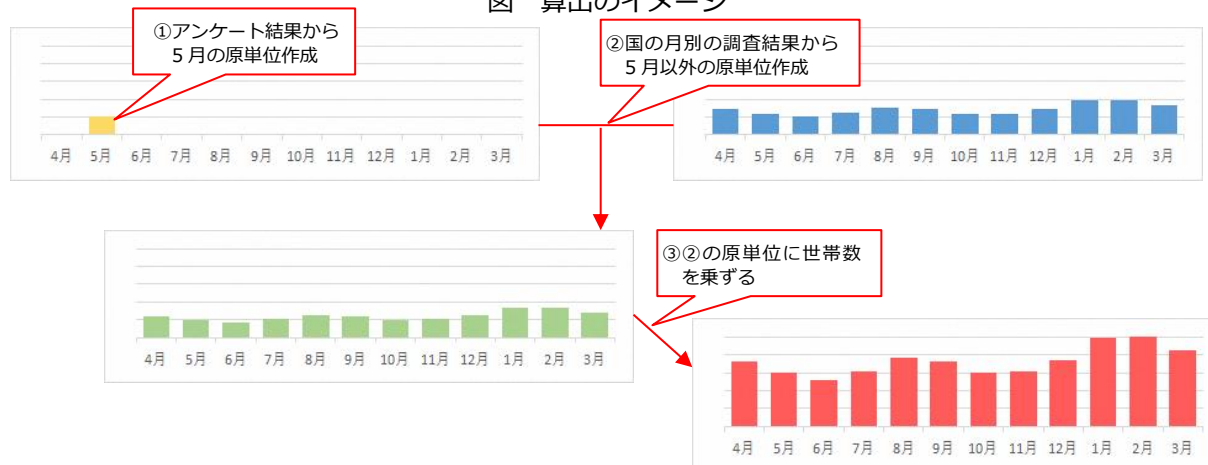 図　算出のイメージ
①アンケート結果から
５月の原単位作成
②国の月別の調査結果から
５月以外の原単位作成
4月 5月 6月 7月 8月 9月 10月 11月 12月 1月 2月 3月
4月 5月 6月 7月 8月 9月 10月 11月 12月 1月 2月 3月
③②の原単位に世帯数
を乗ずる
4月 5月 6月 7月 8月 9月 10月 11月 12月 1月 2月 3月
4月 5月 6月 7月 8月 9月 10月 11月 12月 1月 2月 3月